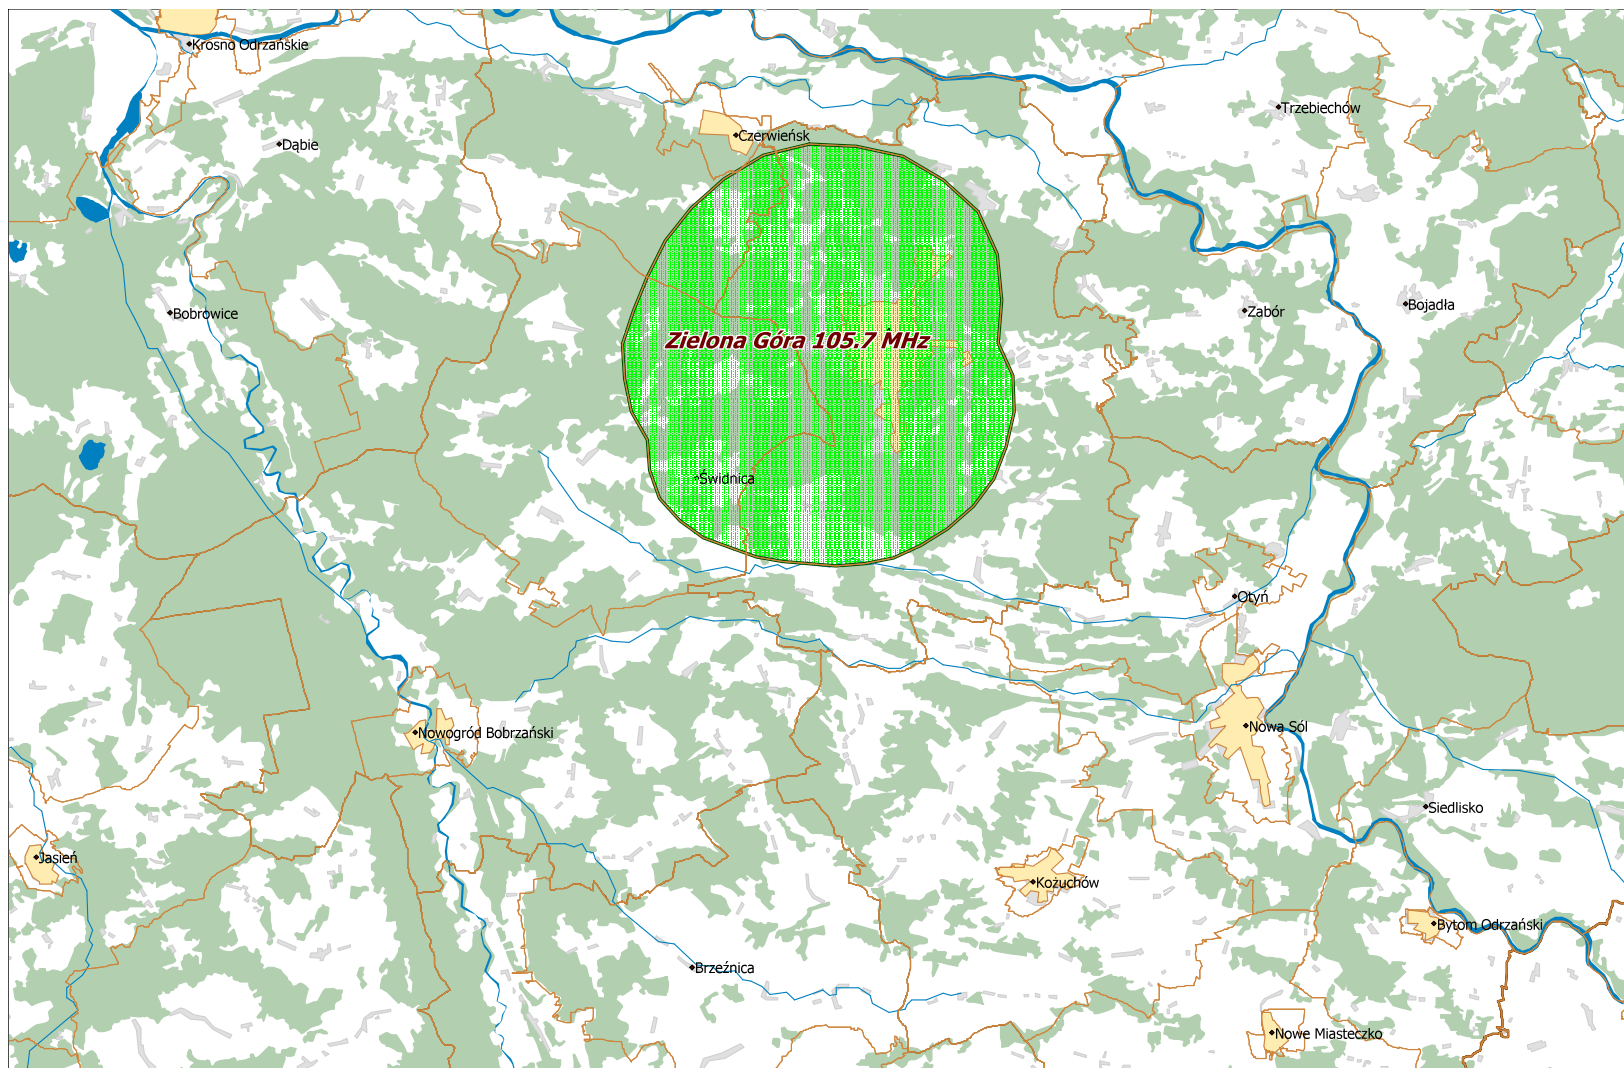 Krosno Odrzańskie
Trzebiechów
Czerwieńsk
Dąbie
Bojadła
Zabór
Bobrowice
Zielona Góra 105.7 MHz
Świdnica
Otyń
Nowa Sól
Nowogród Bobrzański
Siedlisko
Jasień
Kożuchów
Bytom Odrzański
Brzeźnica
Nowe Miasteczko